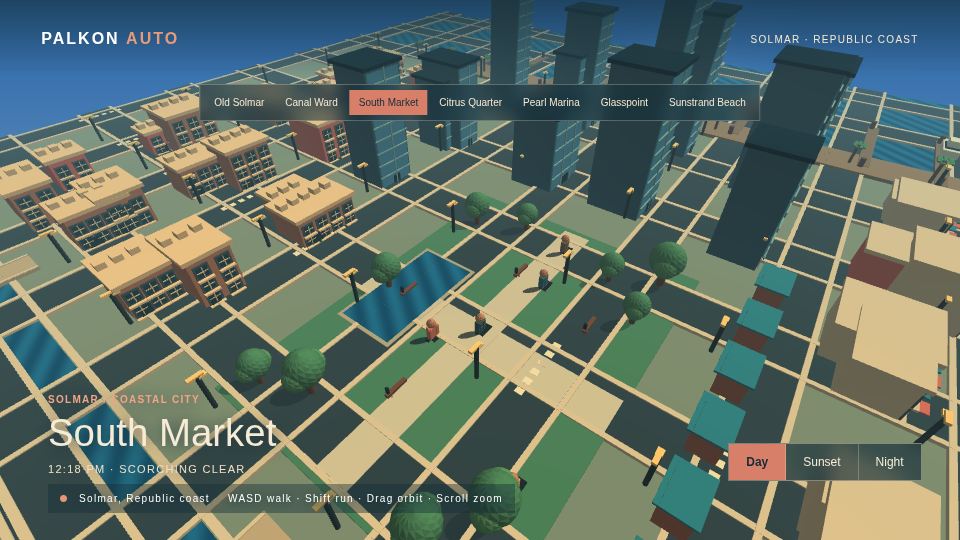 PALKON AUTO
SOLMAR · REPUBLIC COAST
Old Solmar Canal Ward South Market Citrus Quarter Pearl Marina Glasspoint Sunstrand Beach
SOLMAR · COASTAL CITY
South Market
12:18 PM · SCORCHING CLEAR
Solmar, Republic coast WASD walk · Shift run · Drag orbit · Scroll zoom
Day Sunset Night